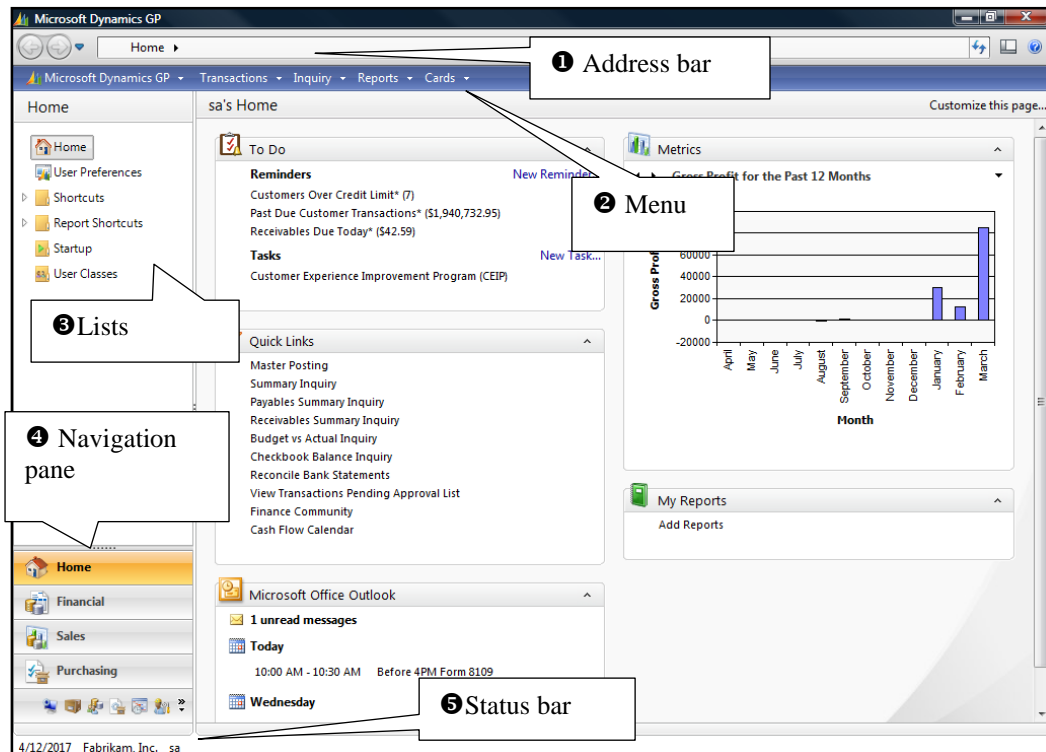 Microsoft Dynamics GP
Home
❶ Address bar
Microsoft Dynamics GP Transactions Inquiry Reports Cards
Home
sa's Home
Customize this page...
Home
User Preferences
Shortcuts
Report Shortcuts
Startup
User Classes
❸Lists
❹ Navigation
pane
Home
Financial
Sales
Purchasing
To Do
Reminders
New Reminder
Customers Over Credit Limit* (7)
Past Due Customer Transactions* ($1,940,732.95)
Receivables Due Today* ($42.59)
Tasks
New Task...
Customer Experience Improvement Program (CEIP)
❷ Menu
Quick Links
Master Posting
Summary Inquiry
Payables Summary Inquiry
Receivables Summary Inquiry
Budget vs Actual Inquiry
Checkbook Balance Inquiry
Reconcile Bank Statements
View Transactions Pending Approval List
Finance Community
Cash Flow Calendar
Microsoft Office Outlook
1 unread messages
Today
10:00 AM - 10:30 AM Before 4PM Form 8109
Wednesday
❺Status bar
Metrics
Gross Profit for the Past 12 Months
Gross Prof
60000
40000
20000
0
-20000
April
May
June
July
August
September
October
November
December
January
February
March
Month
My Reports
Add Reports
4/12/2017 Fabrikam, Inc. sa